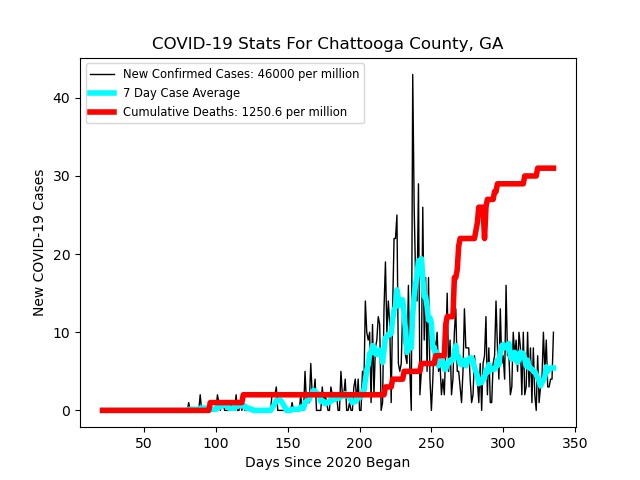 COVID-19 Stats For Chattooga County, GA
New Confirmed Cases: 46000 per million
7 Day Case Average
Cumulative Deaths: 1250.6 per million
New COVID-19 Cases
40
30
20
10
0
50 100 150 200 250 300 350
Days Since 2020 Began